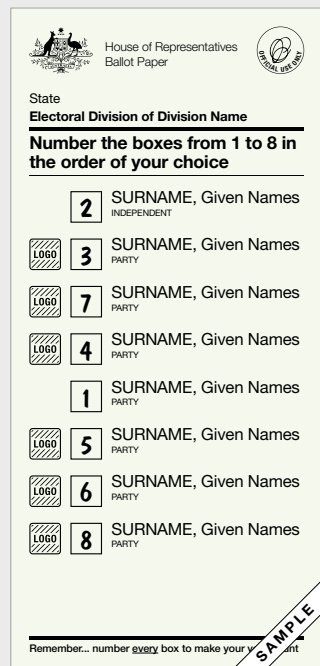 House of Representatives
Ballot Paper
OFFICIAL USE ONLY
State
Electoral Division of Division Name
Number the boxes from 1 to 8 in
the order of your choice
2 SURNAME, Given Names
INDEPENDENT
LOGO 3 SURNAME, Given Names
PARTY
LOGO 7 SURNAME, Given Names
PARTY
LOGO 4 SURNAME, Given Names
PARTY
1 SURNAME, Given Names
PARTY
LOGO 5 SURNAME, Given Names
PARTY
LOGO 6 SURNAME, Given Names
PARTY
LOGO 8 SURNAME, Given Names
PARTY
Remember... number every box to make your
SAMPLE